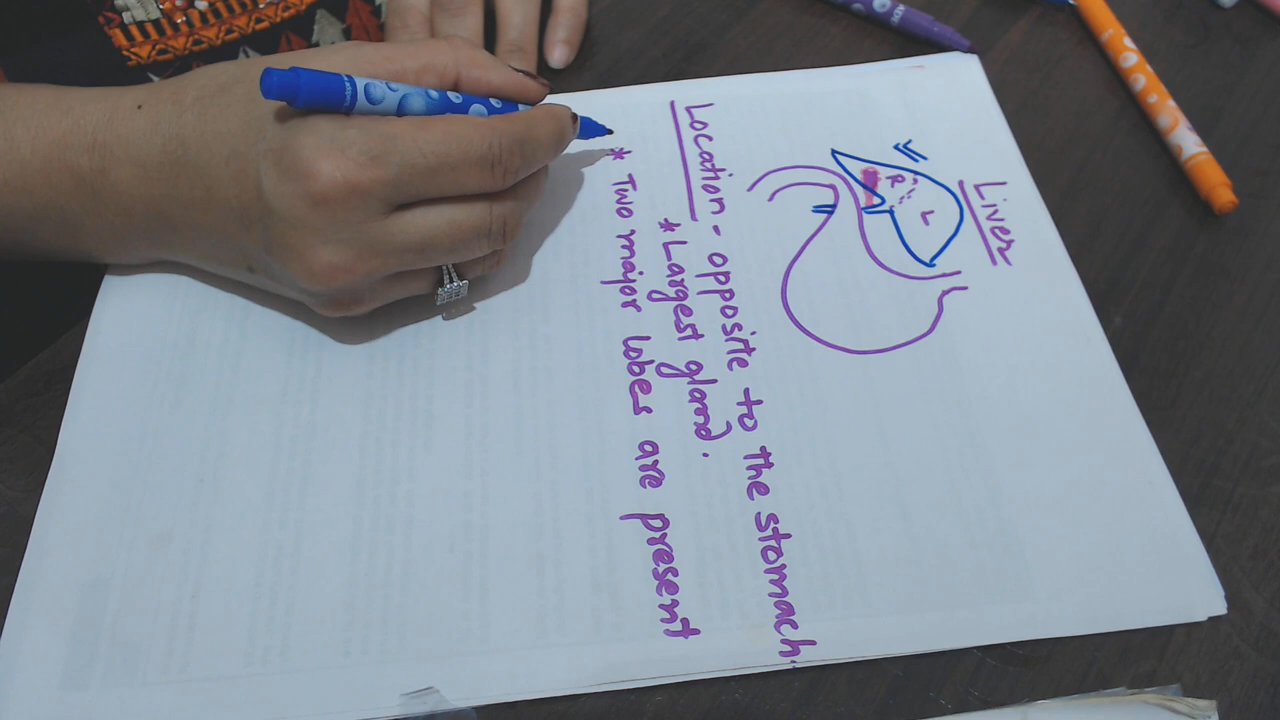 Liver
R
L
Location - opposite to the stomach.
* Largest gland.
* Two major lobes are present